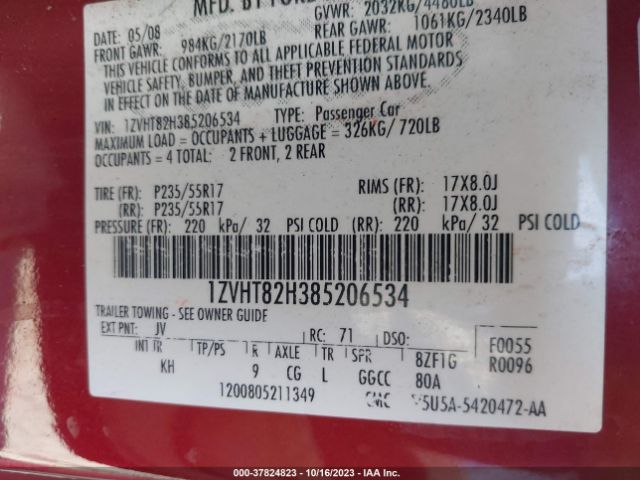 MFD. BY
DATE: 05/08 GVWR: 2032KG/4480LB
FRONT GAWR: 984KG/2170LB REAR GAWR: 1061KG/2340LB
THIS VEHICLE CONFORMS TO ALL APPLICABLE FEDERAL MOTOR
VEHICLE SAFETY, BUMPER, AND THEFT PREVENTION STANDARDS
IN EFFECT ON THE DATE OF MANUFACTURE SHOWN ABOVE.
VIN: 1ZVHT82H385206534 TYPE: Passenger Car
MAXIMUM LOAD = OCCUPANTS + LUGGAGE = 326KG/ 720LB
OCCUPANTS = 4 TOTAL: 2 FRONT, 2 REAR
TIRE (FR): P235/55R17 RIMS (FR): 17X8.0J
(RR): P235/55R17 (RR): 17X8.0J
PRESSURE (FR): 220 kPa/ 32 PSI COLD (RR): 220 kPa/ 32 PSI COLD
1ZVHT82H385206534
TRAILER TOWING - SEE OWNER GUIDE
EXT PNT: JV RC: 71 DSO: F0055
INT TR TP/PS R AXLE TR SPR 8ZF1G R0096
KH 9 CG L GGCC 80A
1200805211349 5U5A-5420472-AA
000-37824823 - 10/16/2023 - IAA Inc.